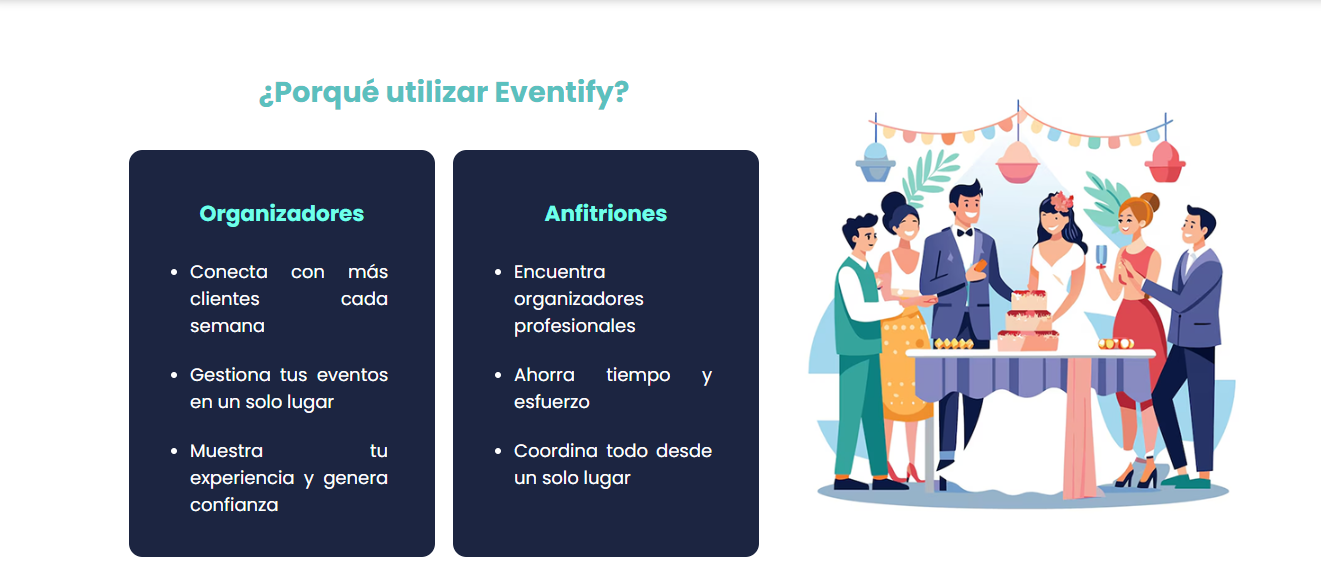 ¿Porqué utilizar Eventify?
Organizadores
Conecta con más
clientes cada
semana
Gestiona tus eventos
en un solo lugar
Muestra tu
experiencia y genera
confianza
Anfitriones
Encuentra
organizadores
profesionales
Ahorra tiempo y
esfuerzo
Coordina todo desde
un solo lugar